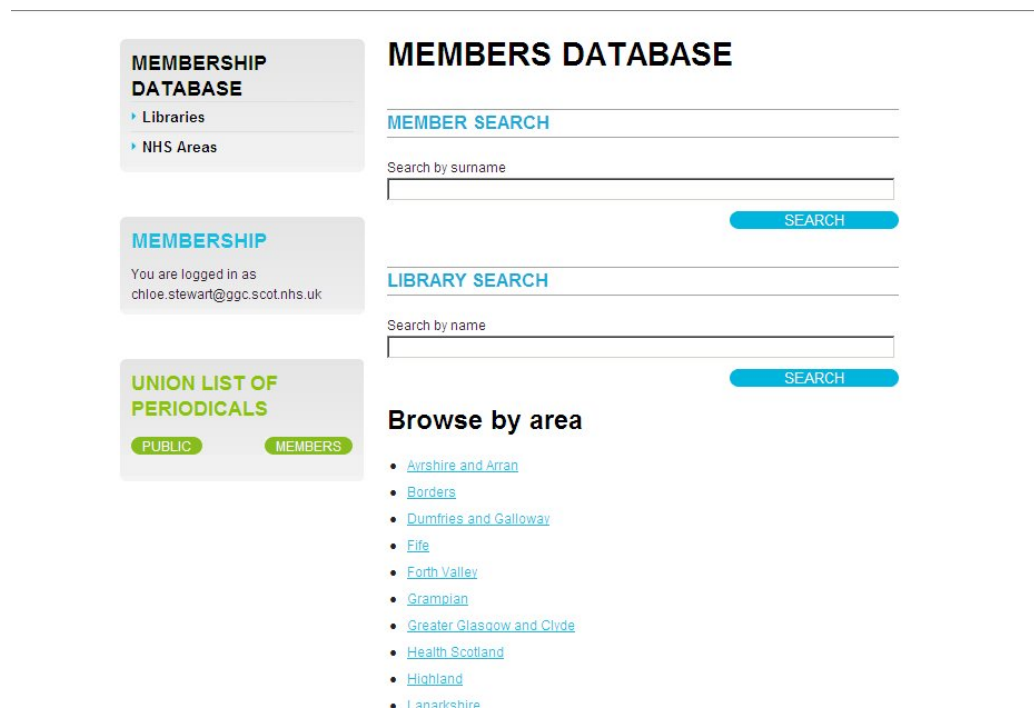 MEMBERSHIP
DATABASE
Libraries
NHS Areas
MEMBERSHIP
You are logged in as
chloe.stewart@ggc.scot.nhs.uk
UNION LIST OF
PERIODICALS
PUBLIC MEMBERS
MEMBERS DATABASE
MEMBER SEARCH
Search by surname
SEARCH
LIBRARY SEARCH
Search by name
SEARCH
Browse by area
Ayrshire and Arran
Borders
Dumfries and Galloway
Fife
Forth Valley
Grampian
Greater Glasgow and Clyde
Health Scotland
Highland
Lanarkshire